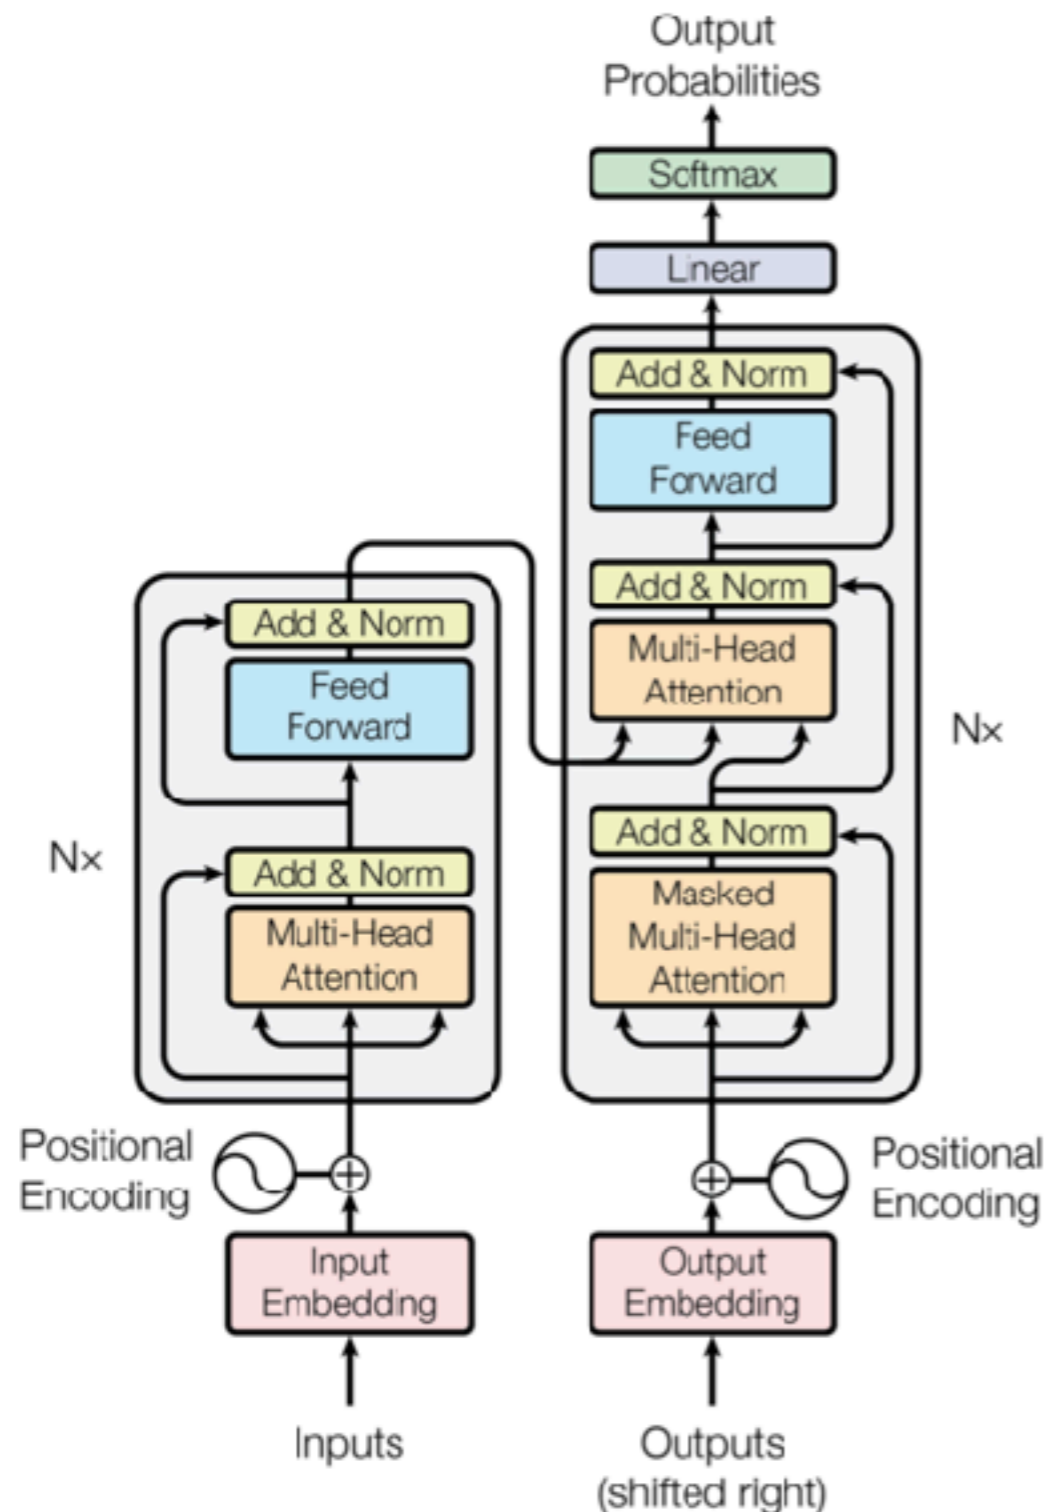 Output
Probabilities
Softmax
Linear
Add & Norm
Feed
Forward
Add & Norm
Multi-Head
Attention
Nx
Add & Norm
Masked
Multi-Head
Attention
Add & Norm
Feed
Forward
Nx
Add & Norm
Multi-Head
Attention
Positional
Encoding
Positional
Encoding
Input
Embedding
Output
Embedding
Inputs
Outputs
(shifted right)